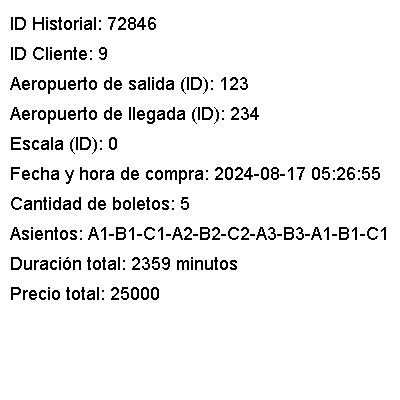 ID Historial: 72846
ID Cliente: 9
Aeropuerto de salida (ID): 123
Aeropuerto de llegada (ID): 234
Escala (ID): 0
Fecha y hora de compra: 2024-08-17 05:26:55
Cantidad de boletos: 5
Asientos: A1-B1-C1-A2-B2-C2-A3-B3-A1-B1-C1
Duración total: 2359 minutos
Precio total: 25000